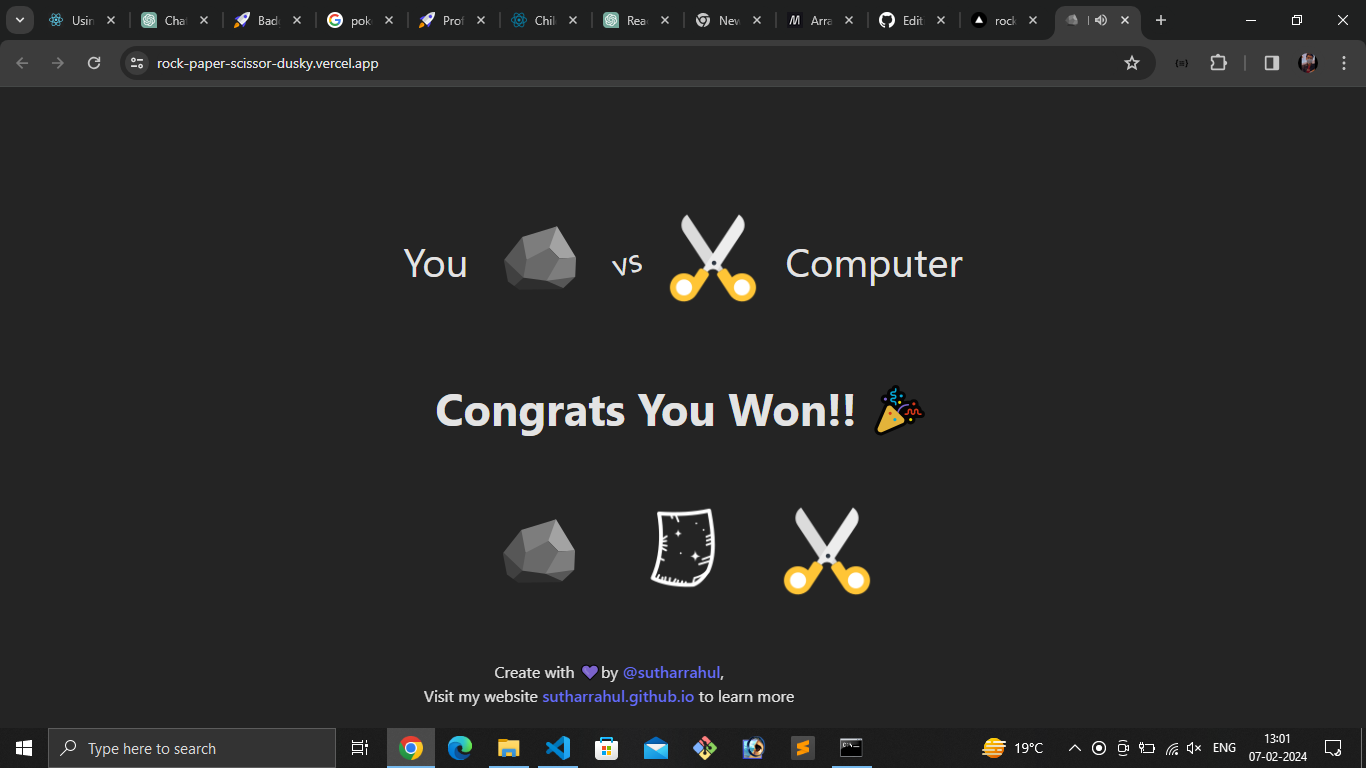 Usin
Chat
Bade
pok
Prof
Chil
Reac
New
Arra
Edit
rock
rock-paper-scissor-dusky.vercel.app
You vs Computer
Congrats You Won!! 🎉
Create with 💜 by @sutharrahul,
Visit my website sutharrahul.github.io to learn more
Type here to search
19°C
ENG
13:01
07-02-2024